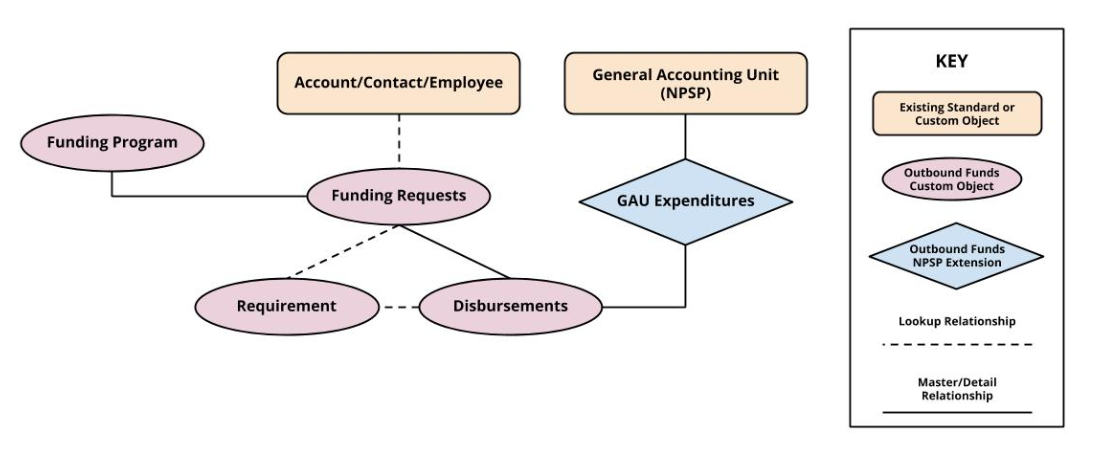 Account/Contact/Employee
General Accounting Unit
(NPSP)
Funding Program
Funding Requests
GAU Expenditures
Requirement
Disbursements
KEY
Existing Standard or
Custom Object
Outbound Funds
Custom Object
Outbound Funds
NPSP Extension
Lookup Relationship
Master/Detail
Relationship